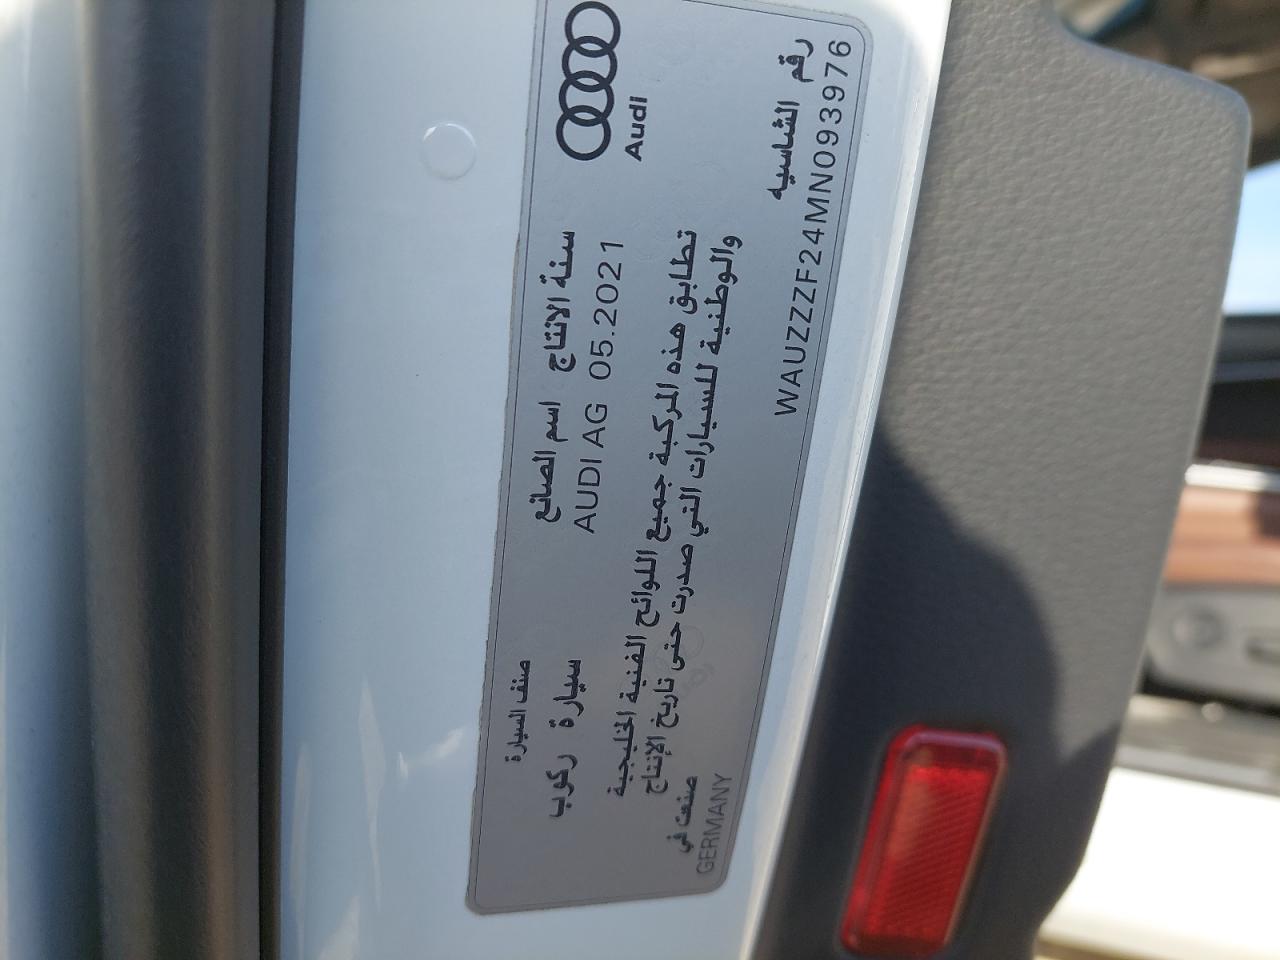 Audi
سنة الانتاج
اسم الصانع
05.2021
AUDI AG
صنف السيارة
سيارة ركوب
تطابق هذه المركبة جميع اللوائح الفنية الخليجية
والوطنية للسيارات التي صدرت حتى تاريخ الإنتاج
رقم الشاسيه
WAUZZZF24MN093976
صنعت في
GERMANY